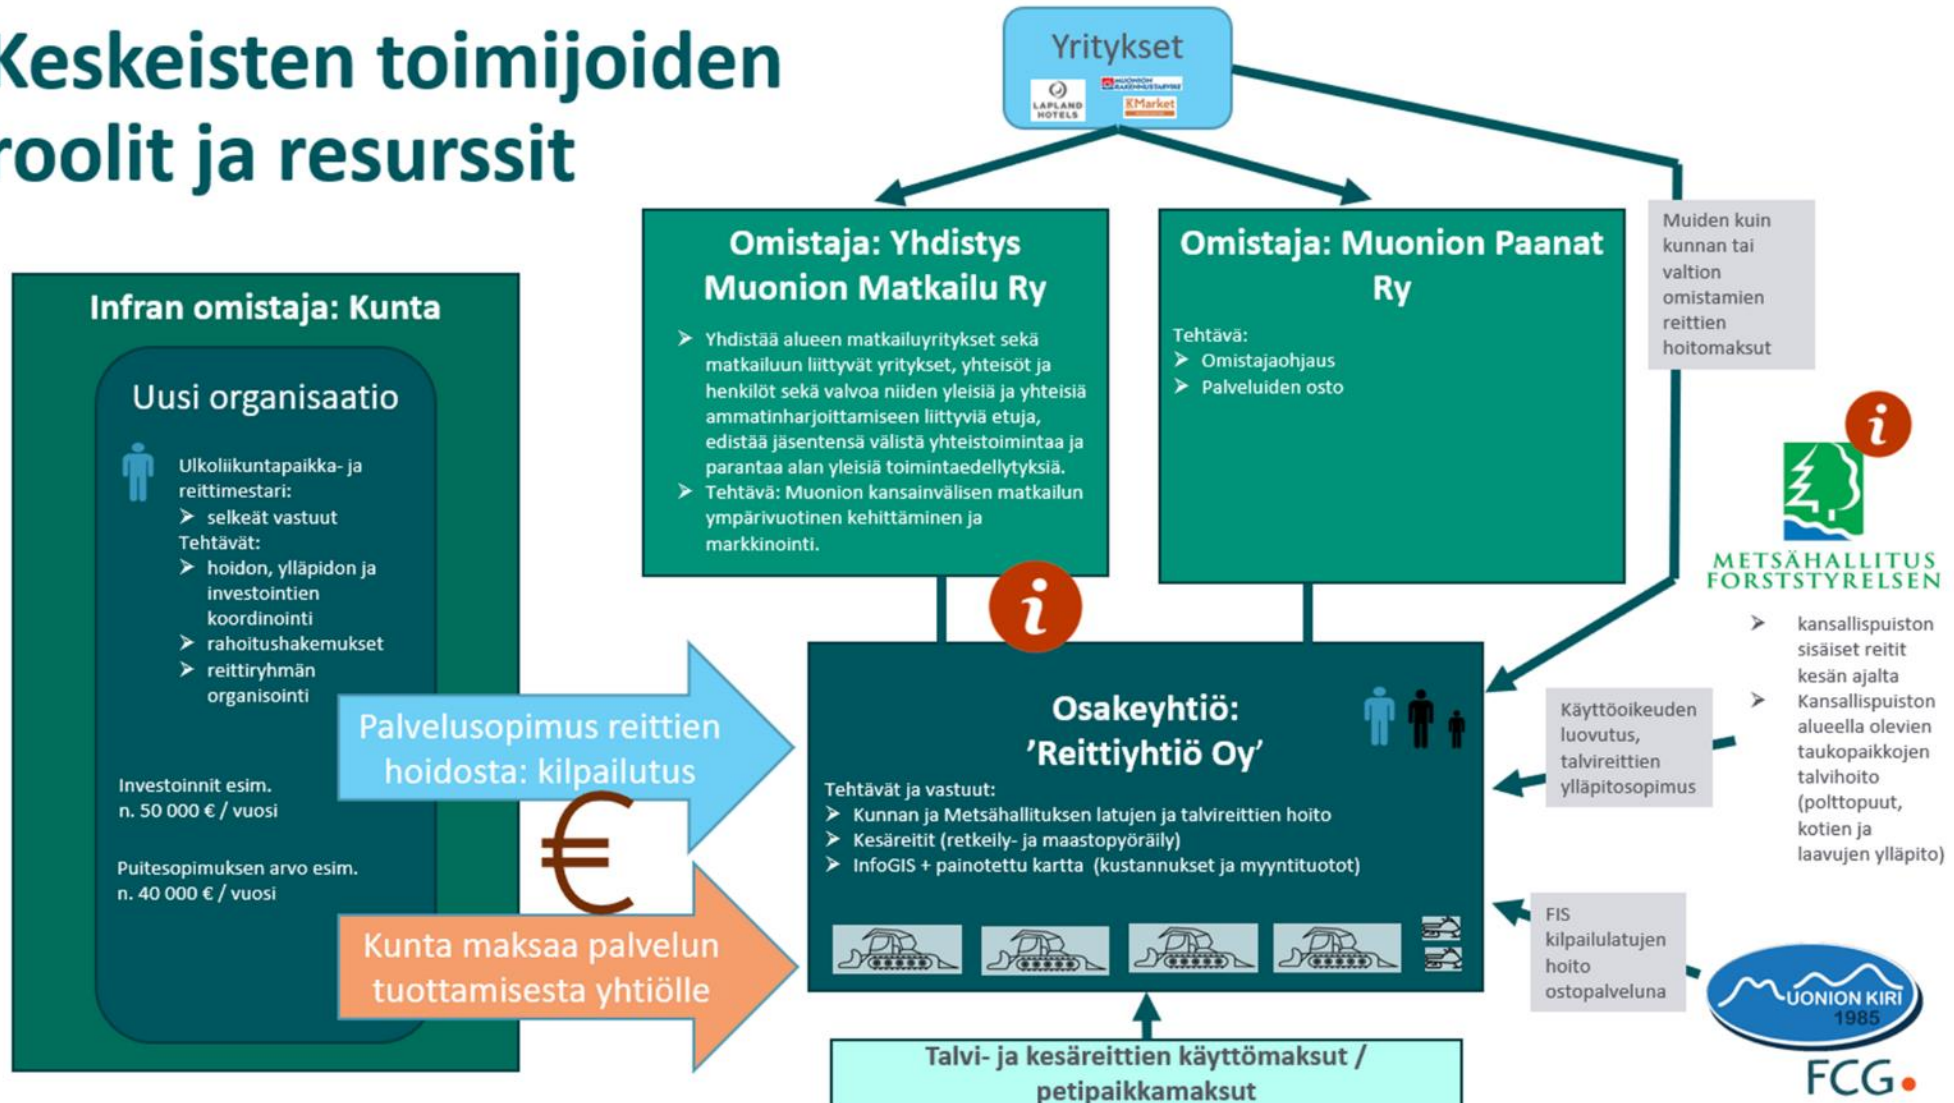 Keskeisten toimijoiden
roolit ja resurssit
Yritykset
LAPLAND
HOTELS
MUONION
RAKENNUSTARVIKE
KMarket
Infran omistaja: Kunta
Uusi organisaatio
Ulkoliikuntapaikka- ja
reittimestari:
➢ selkeät vastuut
Tehtävät:
➢ hoidon, ylläpidon ja
investointien
koordinointi
➢ rahoitushakemukset
➢ reittiryhmän
organisointi
Investoinnit esim.
n. 50 000 € / vuosi
Puitesopimuksen arvo esim.
n. 40 000 € / vuosi
Palvelusopimus reittien
hoidosta: kilpailutus
€
Kunta maksaa palvelun
tuottamisesta yhtiölle
Omistaja: Yhdistys
Muonion Matkailu Ry
➢ Yhdistää alueen matkailuyritykset sekä
matkailuun liittyvät yritykset, yhteisöt ja
henkilöt sekä valvoa niiden yleisiä ja yhteisiä
ammatinharjoittamiseen liittyviä etuja,
edistää jäsentensä välistä yhteistoimintaa ja
parantaa alan yleisiä toimintaedellytyksiä.
➢ Tehtävä: Muonion kansainvälisen matkailun
ympärivuotinen kehittäminen ja
markkinointi.
i
Omistaja: Muonion Paanat
Ry
Tehtävä:
➢ Omistajaohjaus
➢ Palveluiden osto
Osakeyhtiö:
’Reittiyhtiö Oy’
Tehtävät ja vastuut:
➢ Kunnan ja Metsähallituksen latujen ja talvireittien hoito
➢ Kesäreitit (retkeily- ja maastopyöräily)
➢ InfoGIS + painotettu kartta (kustannukset ja myyntituotot)
Talvi- ja kesäreittien käyttömaksut /
petipaikkamaksut
Muiden kuin
kunnan tai
valtion
omistamien
reittien
hoitomaksut
i
METSÄHALLITUS
FORSTSTYRELSEN
➢ kansallispuiston
sisäiset reitit
kesän ajalta
➢ Kansallispuiston
alueella olevien
taukopaikkojen
talvihoito
(polttopuut,
kotien ja
laavujen ylläpito)
Käyttöoikeuden
luovutus,
talvireittien
ylläpitosopimus
FIS
kilpailulatujen
hoito
ostopalveluna
MUONION KIRI
1985
FCG